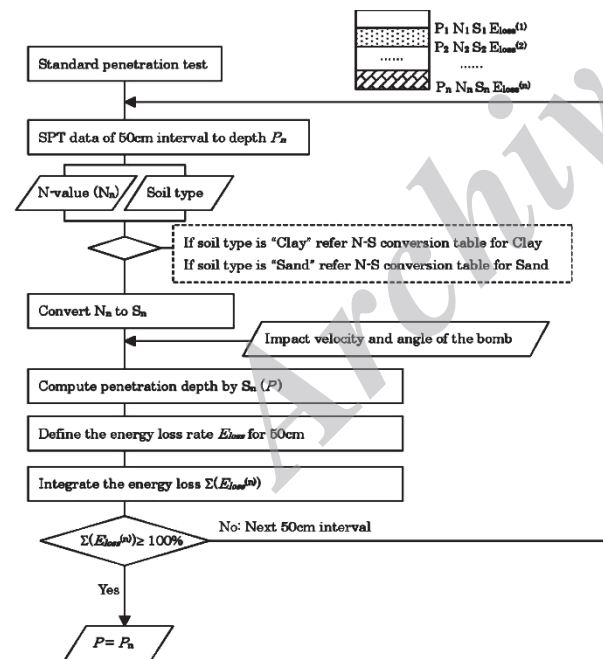 P₁ N₁ S₁ Eloss⁽¹⁾
P₂ N₂ S₂ Eloss⁽²⁾
...... ......
Pn Nn Sn Eloss⁽ⁿ⁾
Standard penetration test
SPT data of 50cm interval to depth Pn
N-value (Nn)
Soil type
If soil type is "Clay" refer N-S conversion table for Clay
If soil type is "Sand" refer N-S conversion table for Sand
Convert Nn to Sn
Impact velocity and angle of the bomb
Compute penetration depth by Sn (P)
Define the energy loss rate Eloss for 50cm
Integrate the energy loss Σ(Eloss⁽ⁿ⁾)
Σ(Eloss⁽ⁿ⁾)≥ 100%
No: Next 50cm interval
Yes
P = Pn
Archiv